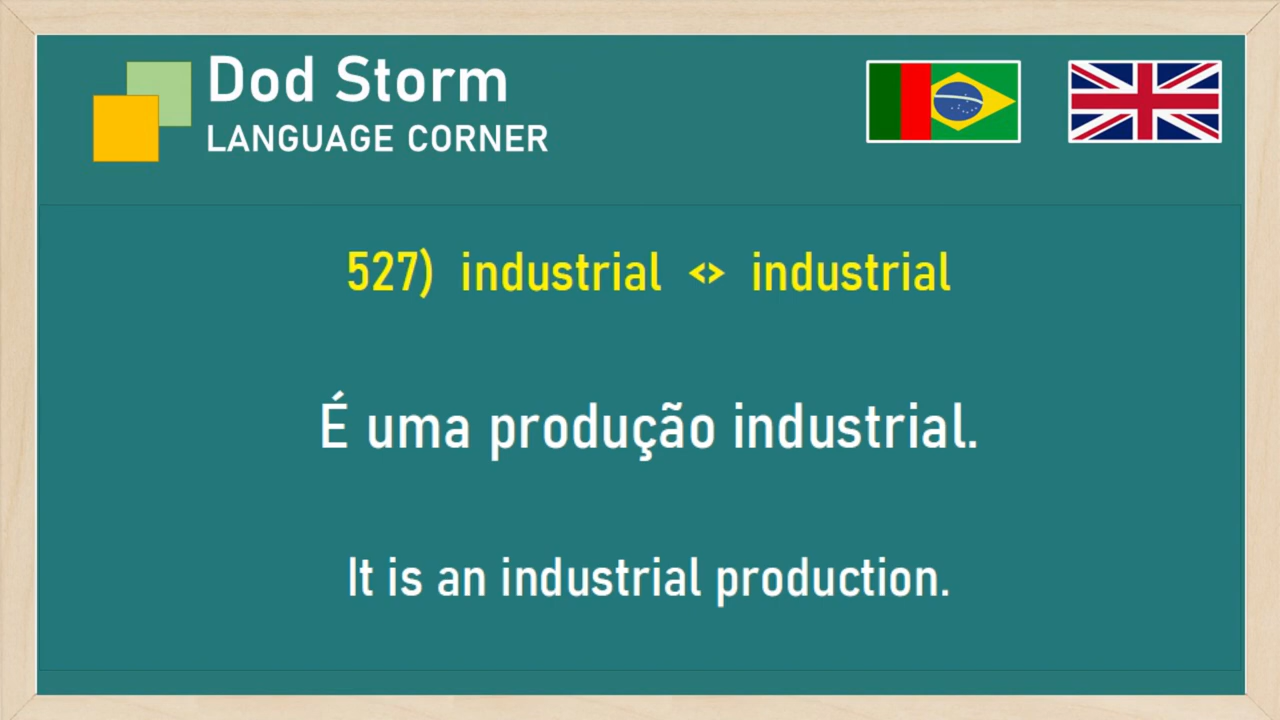 Dod Storm
LANGUAGE CORNER
527) industrial <> industrial
É uma produção industrial.
It is an industrial production.